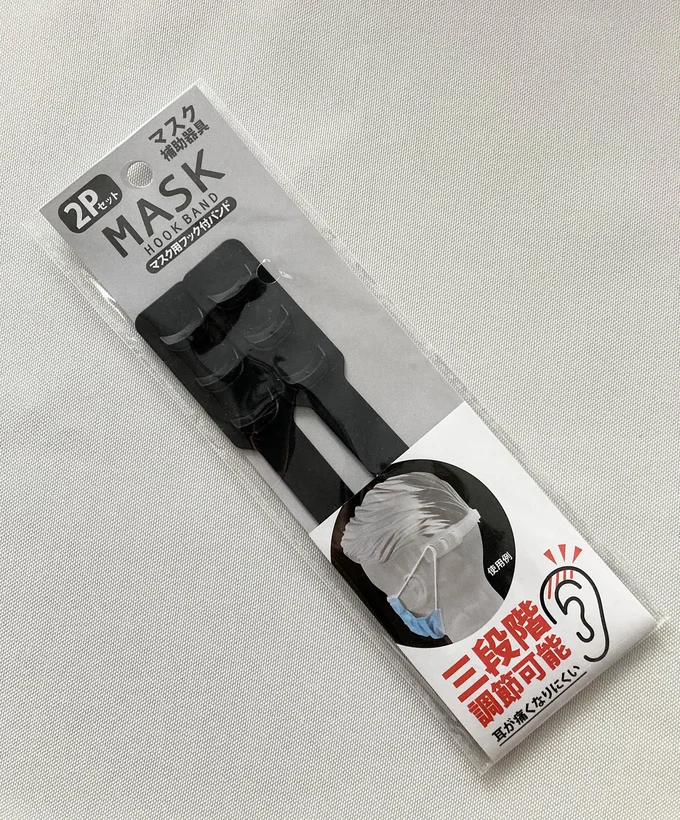 マスク
補助器具
2Pセット
MASK
HOOK BAND
マスク用フック付バンド
使用例
三段階
調節可能
耳が痛くなりにくい